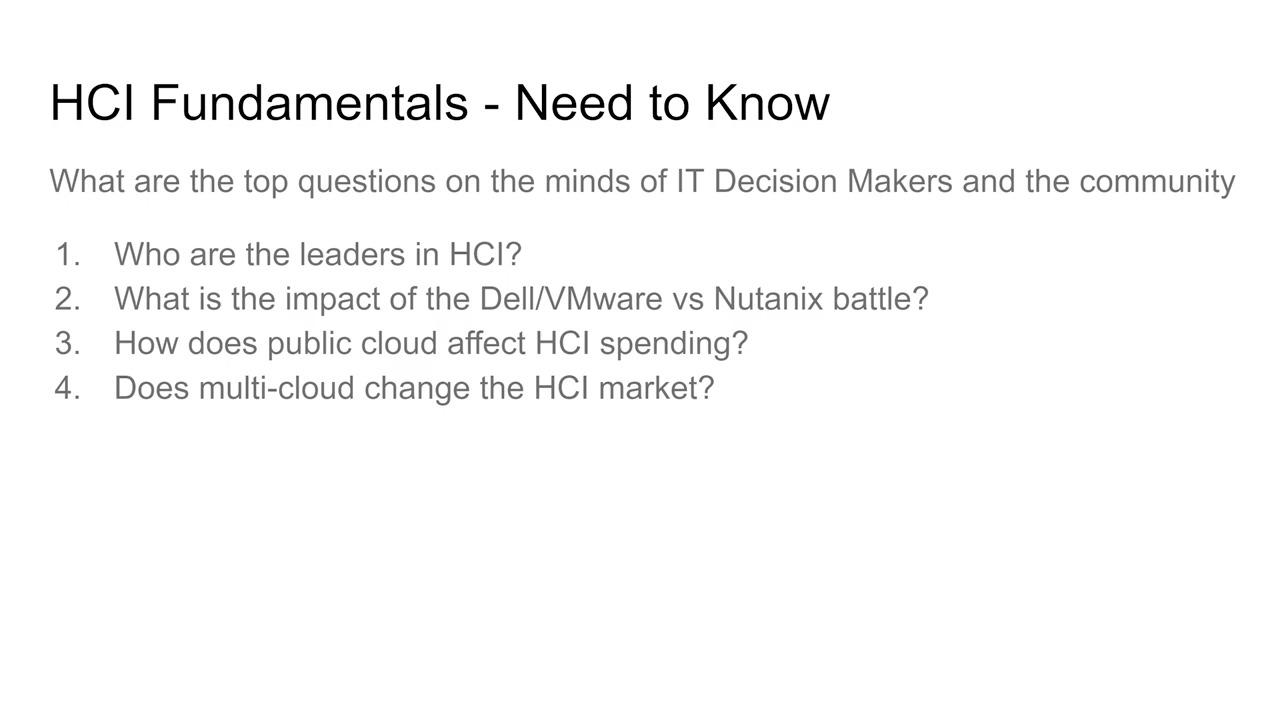 HCI Fundamentals - Need to Know
What are the top questions on the minds of IT Decision Makers and the community
1. Who are the leaders in HCI?
2. What is the impact of the Dell/VMware vs Nutanix battle?
3. How does public cloud affect HCI spending?
4. Does multi-cloud change the HCI market?